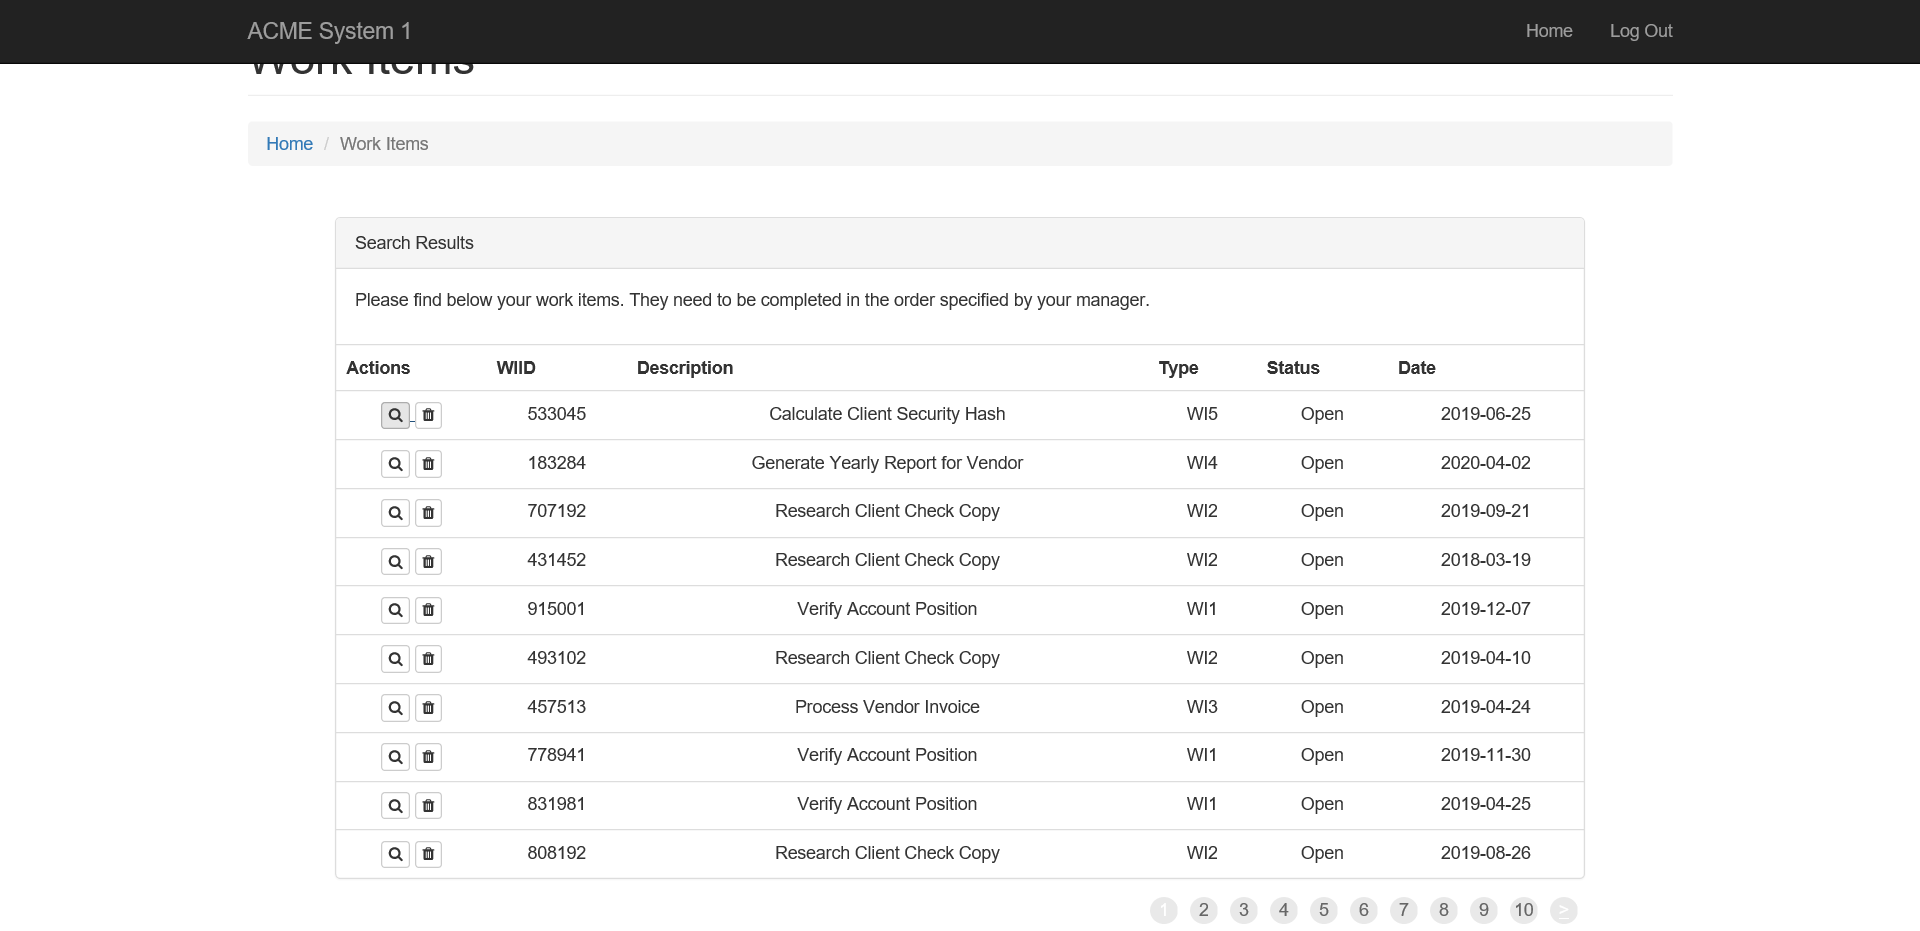 ACME System 1 Home Log Out
Work Items
Home / Work Items
Search Results
Please find below your work items. They need to be completed in the order specified by your manager.
Actions WIID Description Type Status Date
533045 Calculate Client Security Hash WI5 Open 2019-06-25
183284 Generate Yearly Report for Vendor WI4 Open 2020-04-02
707192 Research Client Check Copy WI2 Open 2019-09-21
431452 Research Client Check Copy WI2 Open 2018-03-19
915001 Verify Account Position WI1 Open 2019-12-07
493102 Research Client Check Copy WI2 Open 2019-04-10
457513 Process Vendor Invoice WI3 Open 2019-04-24
778941 Verify Account Position WI1 Open 2019-11-30
831981 Verify Account Position WI1 Open 2019-04-25
808192 Research Client Check Copy WI2 Open 2019-08-26
1 2 3 4 5 6 7 8 9 10 >